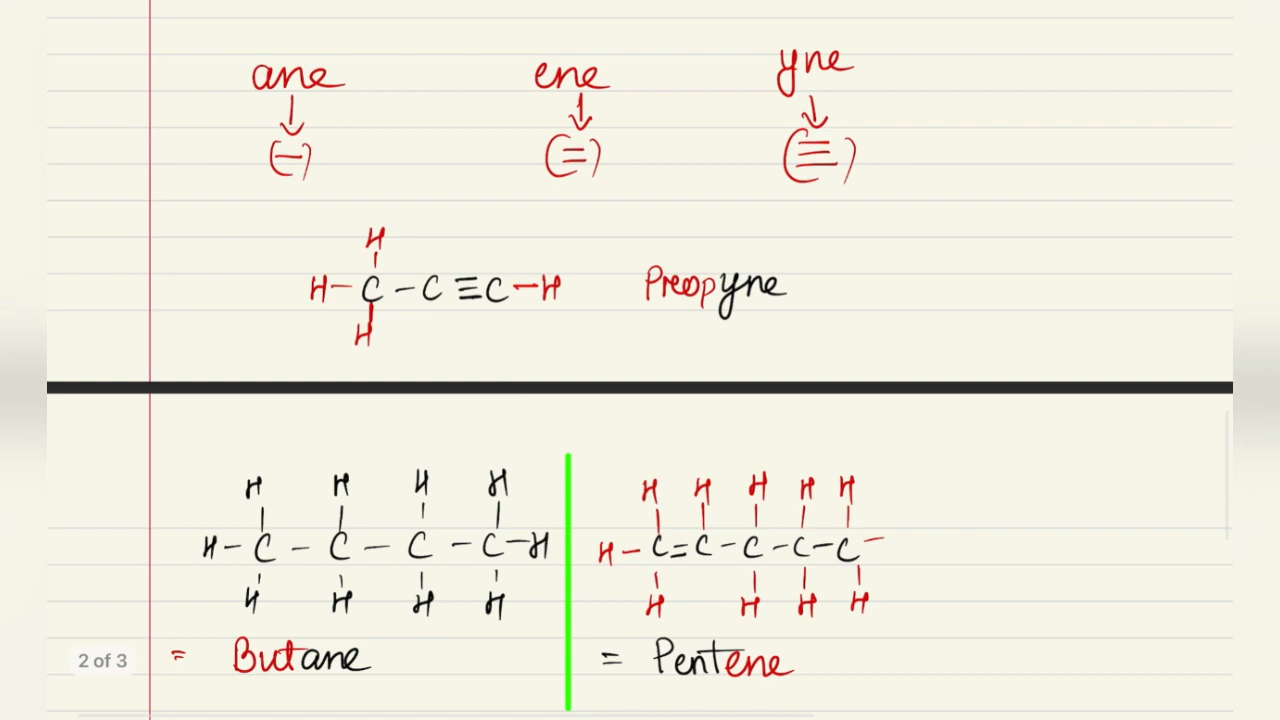 ane ene yne
(−) (=) (≡)
H
H − C − C ≡ C − H Preopyne
H
H H H H
H − C − C − C − C − H
H H H H
= Butane
H H H H H
H − C = C − C − C − C −
H H H H
= Pentene
2 of 3